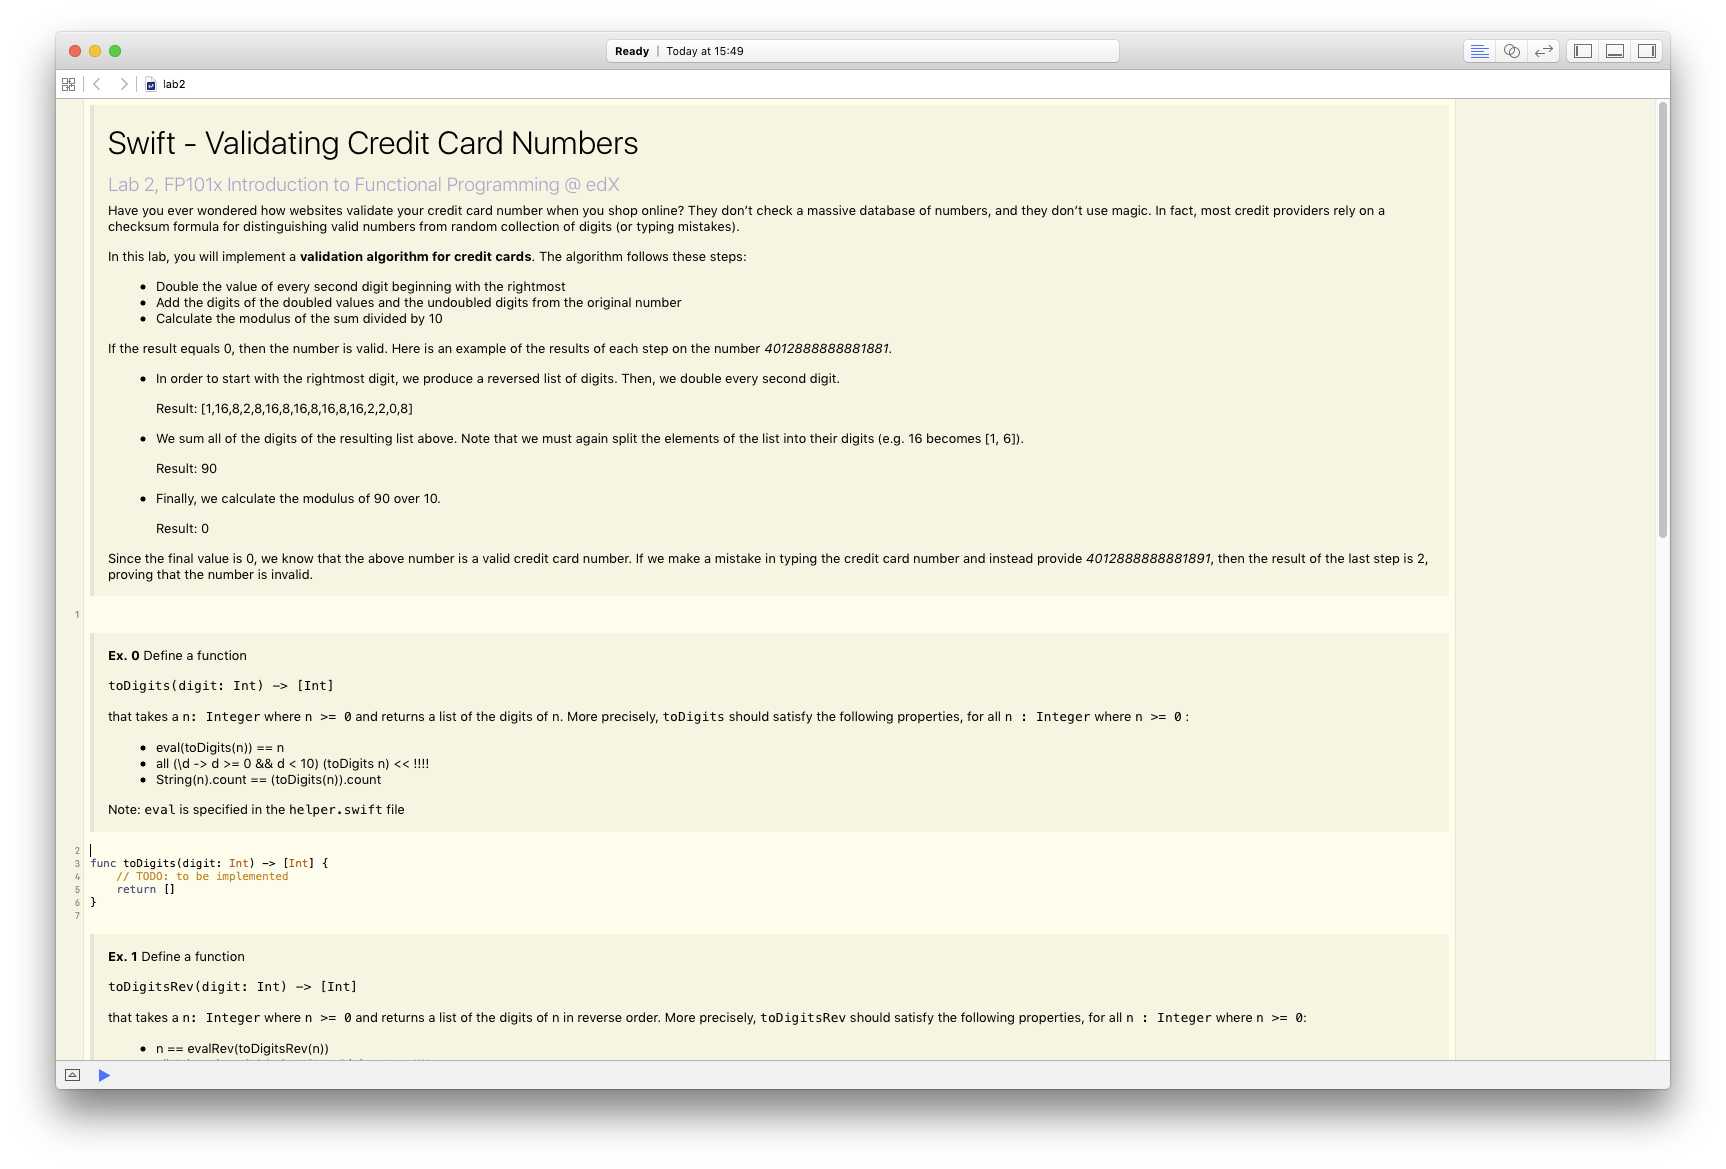 Ready | Today at 15:49
lab2
Swift - Validating Credit Card Numbers
Lab 2, FP101x Introduction to Functional Programming @ edX
Have you ever wondered how websites validate your credit card number when you shop online? They don’t check a massive database of numbers, and they don’t use magic. In fact, most credit providers rely on a
checksum formula for distinguishing valid numbers from random collection of digits (or typing mistakes).
In this lab, you will implement a validation algorithm for credit cards. The algorithm follows these steps:
• Double the value of every second digit beginning with the rightmost
• Add the digits of the doubled values and the undoubled digits from the original number
• Calculate the modulus of the sum divided by 10
If the result equals 0, then the number is valid. Here is an example of the results of each step on the number 4012888888881881.
• In order to start with the rightmost digit, we produce a reversed list of digits. Then, we double every second digit.
Result: [1,16,8,2,8,16,8,16,8,16,8,16,2,2,0,8]
• We sum all of the digits of the resulting list above. Note that we must again split the elements of the list into their digits (e.g. 16 becomes [1, 6]).
Result: 90
• Finally, we calculate the modulus of 90 over 10.
Result: 0
Since the final value is 0, we know that the above number is a valid credit card number. If we make a mistake in typing the credit card number and instead provide 4012888888881891, then the result of the last step is 2,
proving that the number is invalid.
1
Ex. 0 Define a function
toDigits(digit: Int) -> [Int]
that takes a n: Integer where n >= 0 and returns a list of the digits of n. More precisely, toDigits should satisfy the following properties, for all n : Integer where n >= 0 :
• eval(toDigits(n)) == n
• all (\d -> d >= 0 && d < 10) (toDigits n) << !!!!
• String(n).count == (toDigits(n)).count
Note: eval is specified in the helper.swift file
2
3 func toDigits(digit: Int) -> [Int] {
4 // TODO: to be implemented
5 return []
6 }
7
Ex. 1 Define a function
toDigitsRev(digit: Int) -> [Int]
that takes a n: Integer where n >= 0 and returns a list of the digits of n in reverse order. More precisely, toDigitsRev should satisfy the following properties, for all n : Integer where n >= 0:
• n == evalRev(toDigitsRev(n))